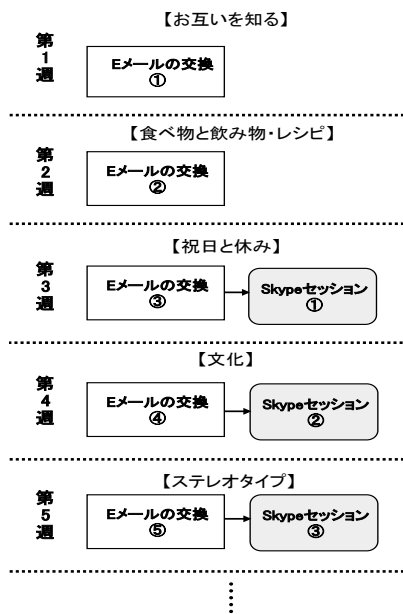 【お互いを知る】
第1週
Eメールの交換
①
【食べ物と飲み物・レシピ】
第2週
Eメールの交換
②
【祝日と休み】
第3週
Eメールの交換
③
Skypeセッション
①
【文化】
第4週
Eメールの交換
④
Skypeセッション
②
【ステレオタイプ】
第5週
Eメールの交換
⑤
Skypeセッション
③